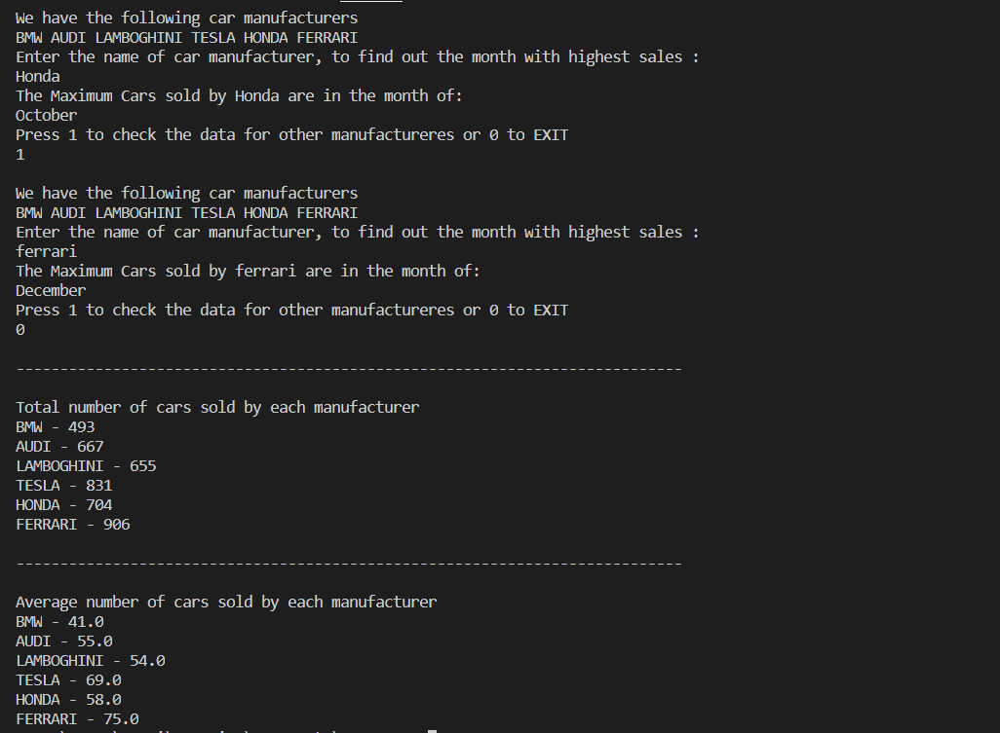 We have the following car manufacturers
BMW AUDI LAMBOGHINI TESLA HONDA FERRARI
Enter the name of car manufacturer, to find out the month with highest sales :
Honda
The Maximum Cars sold by Honda are in the month of:
October
Press 1 to check the data for other manufactureres or 0 to EXIT
1
We have the following car manufacturers
BMW AUDI LAMBOGHINI TESLA HONDA FERRARI
Enter the name of car manufacturer, to find out the month with highest sales :
ferrari
The Maximum Cars sold by ferrari are in the month of:
December
Press 1 to check the data for other manufactureres or 0 to EXIT
0
----------------------------------------------------------------------------
Total number of cars sold by each manufacturer
BMW - 493
AUDI - 667
LAMBOGHINI - 655
TESLA - 831
HONDA - 704
FERRARI - 906
----------------------------------------------------------------------------
Average number of cars sold by each manufacturer
BMW - 41.0
AUDI - 55.0
LAMBOGHINI - 54.0
TESLA - 69.0
HONDA - 58.0
FERRARI - 75.0